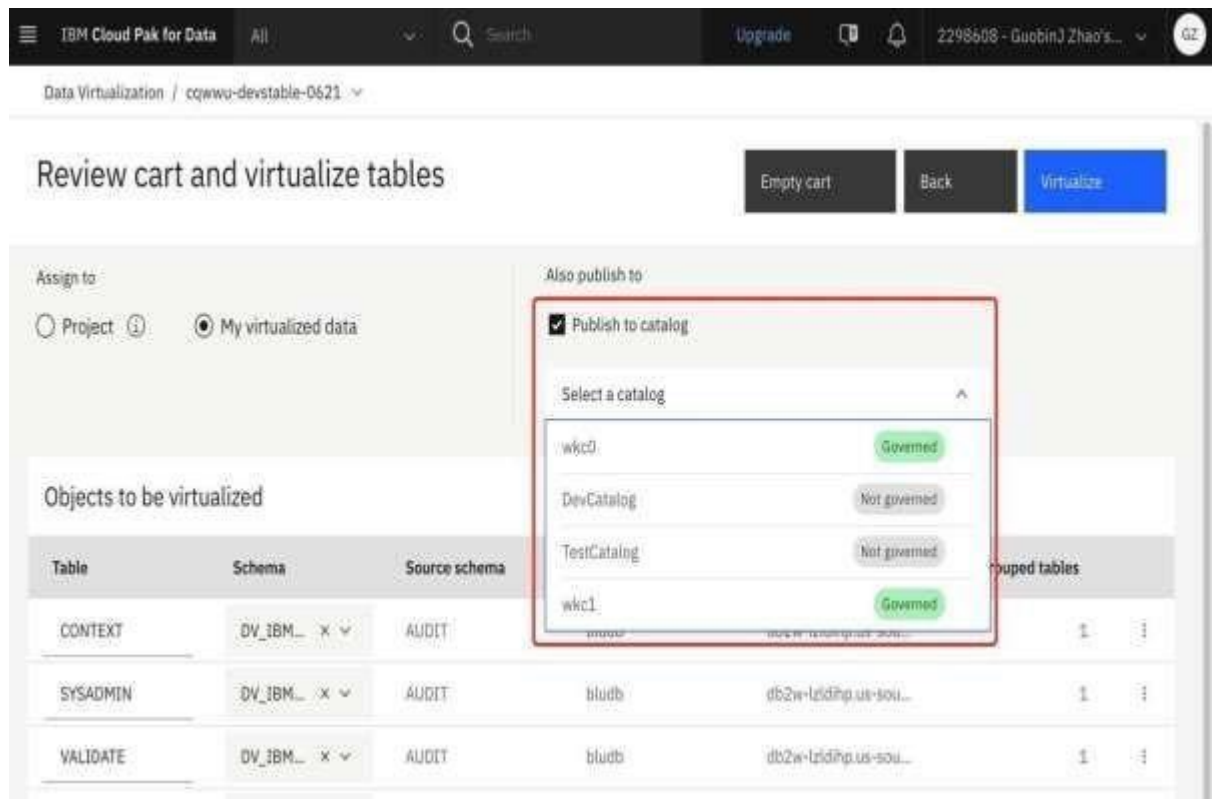 IBM Cloud Pak for Data All Search Upgrade 2298608 - GuobinJ Zhao's... GZ
Data Virtualization / cqwwu-devstable-0621
Review cart and virtualize tables
Empty cart Back Virtualize
Assign to
Project My virtualized data
Also publish to
Publish to catalog
Select a catalog
wkc0 Governed
DevCatalog Not governed
TestCatalog Not governed
wkc1 Governed
Objects to be virtualized
Table Schema Source schema ouped tables
CONTEXT DV_IBM... AUDIT 1
SYSADMIN DV_IBM... AUDIT bludb db2w-lzldihp.us-sou... 1
VALIDATE DV_IBM... AUDIT bludb db2w-lzldihp.us-sou... 1